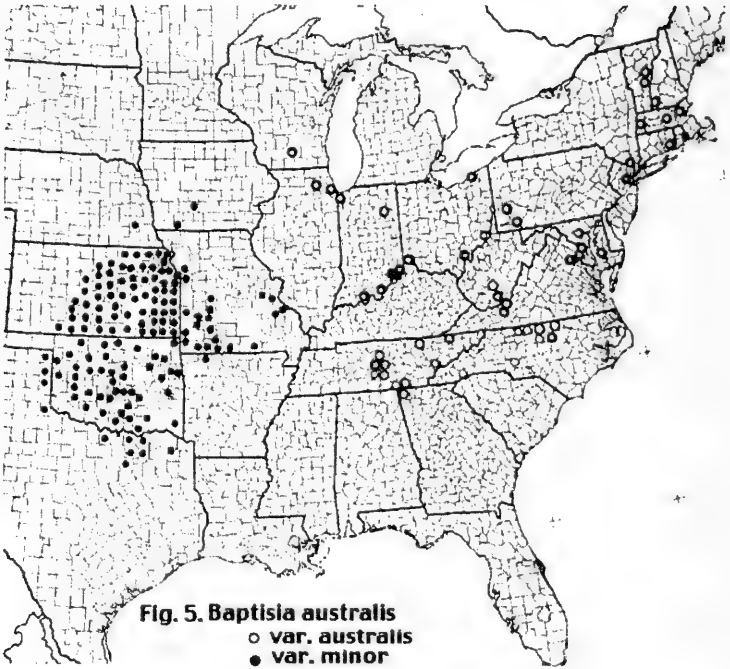 Fig. 5. Baptisia australis
○ var. australis
● var. minor